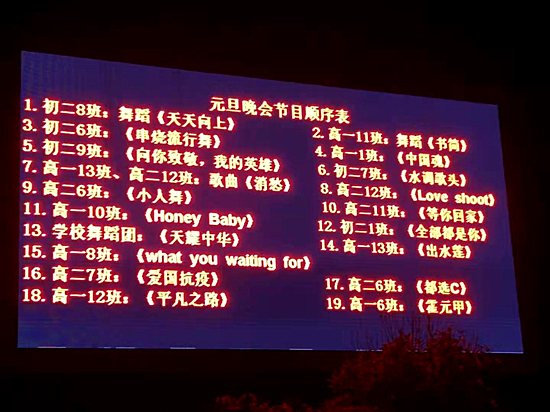 元旦晚会节目顺序表
1. 初二8班：舞蹈《天天向上》
2. 高一11班：舞蹈《书简》
3. 初二6班：《串烧流行舞》
4. 高一1班：《中国魂》
5. 初二9班：《向你致敬，我的英雄》
6. 初二7班：《水调歌头》
7. 高一13班、高二12班：歌曲《消愁》
8. 高二12班：《Love shoot》
9. 高二6班：《小人舞》
10. 高二11班：《等你回家》
11. 高一10班：《Honey Baby》
12. 初二1班：《全部都是你》
13. 学校舞蹈团：《天耀中华》
14. 高一13班：《出水莲》
15. 高一8班：《what you waiting for》
16. 高二7班：《爱国抗疫》
17. 高二6班：《都选C》
18. 高一12班：《平凡之路》
19. 高一6班：《霍元甲》